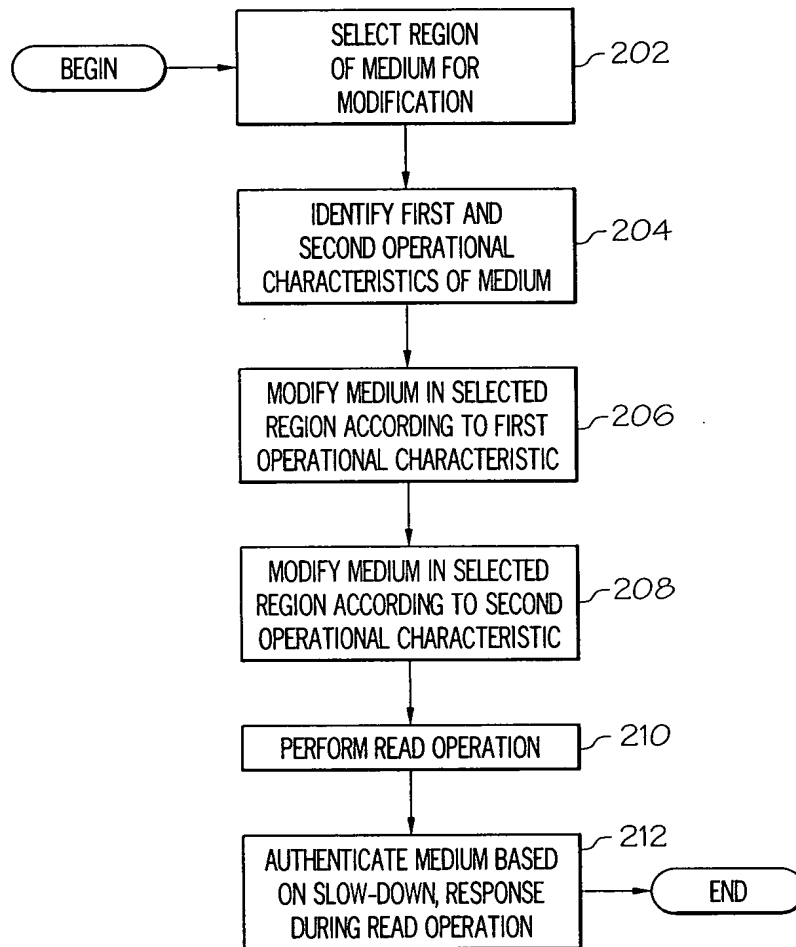 BEGIN
SELECT REGION
OF MEDIUM FOR
MODIFICATION
202
IDENTIFY FIRST AND
SECOND OPERATIONAL
CHARACTERISTICS OF MEDIUM
204
MODIFY MEDIUM IN SELECTED
REGION ACCORDING TO FIRST
OPERATIONAL CHARACTERISTIC
206
MODIFY MEDIUM IN SELECTED
REGION ACCORDING TO SECOND
OPERATIONAL CHARACTERISTIC
208
PERFORM READ OPERATION
210
212
AUTHENTICATE MEDIUM BASED
ON SLOW-DOWN, RESPONSE
DURING READ OPERATION
END